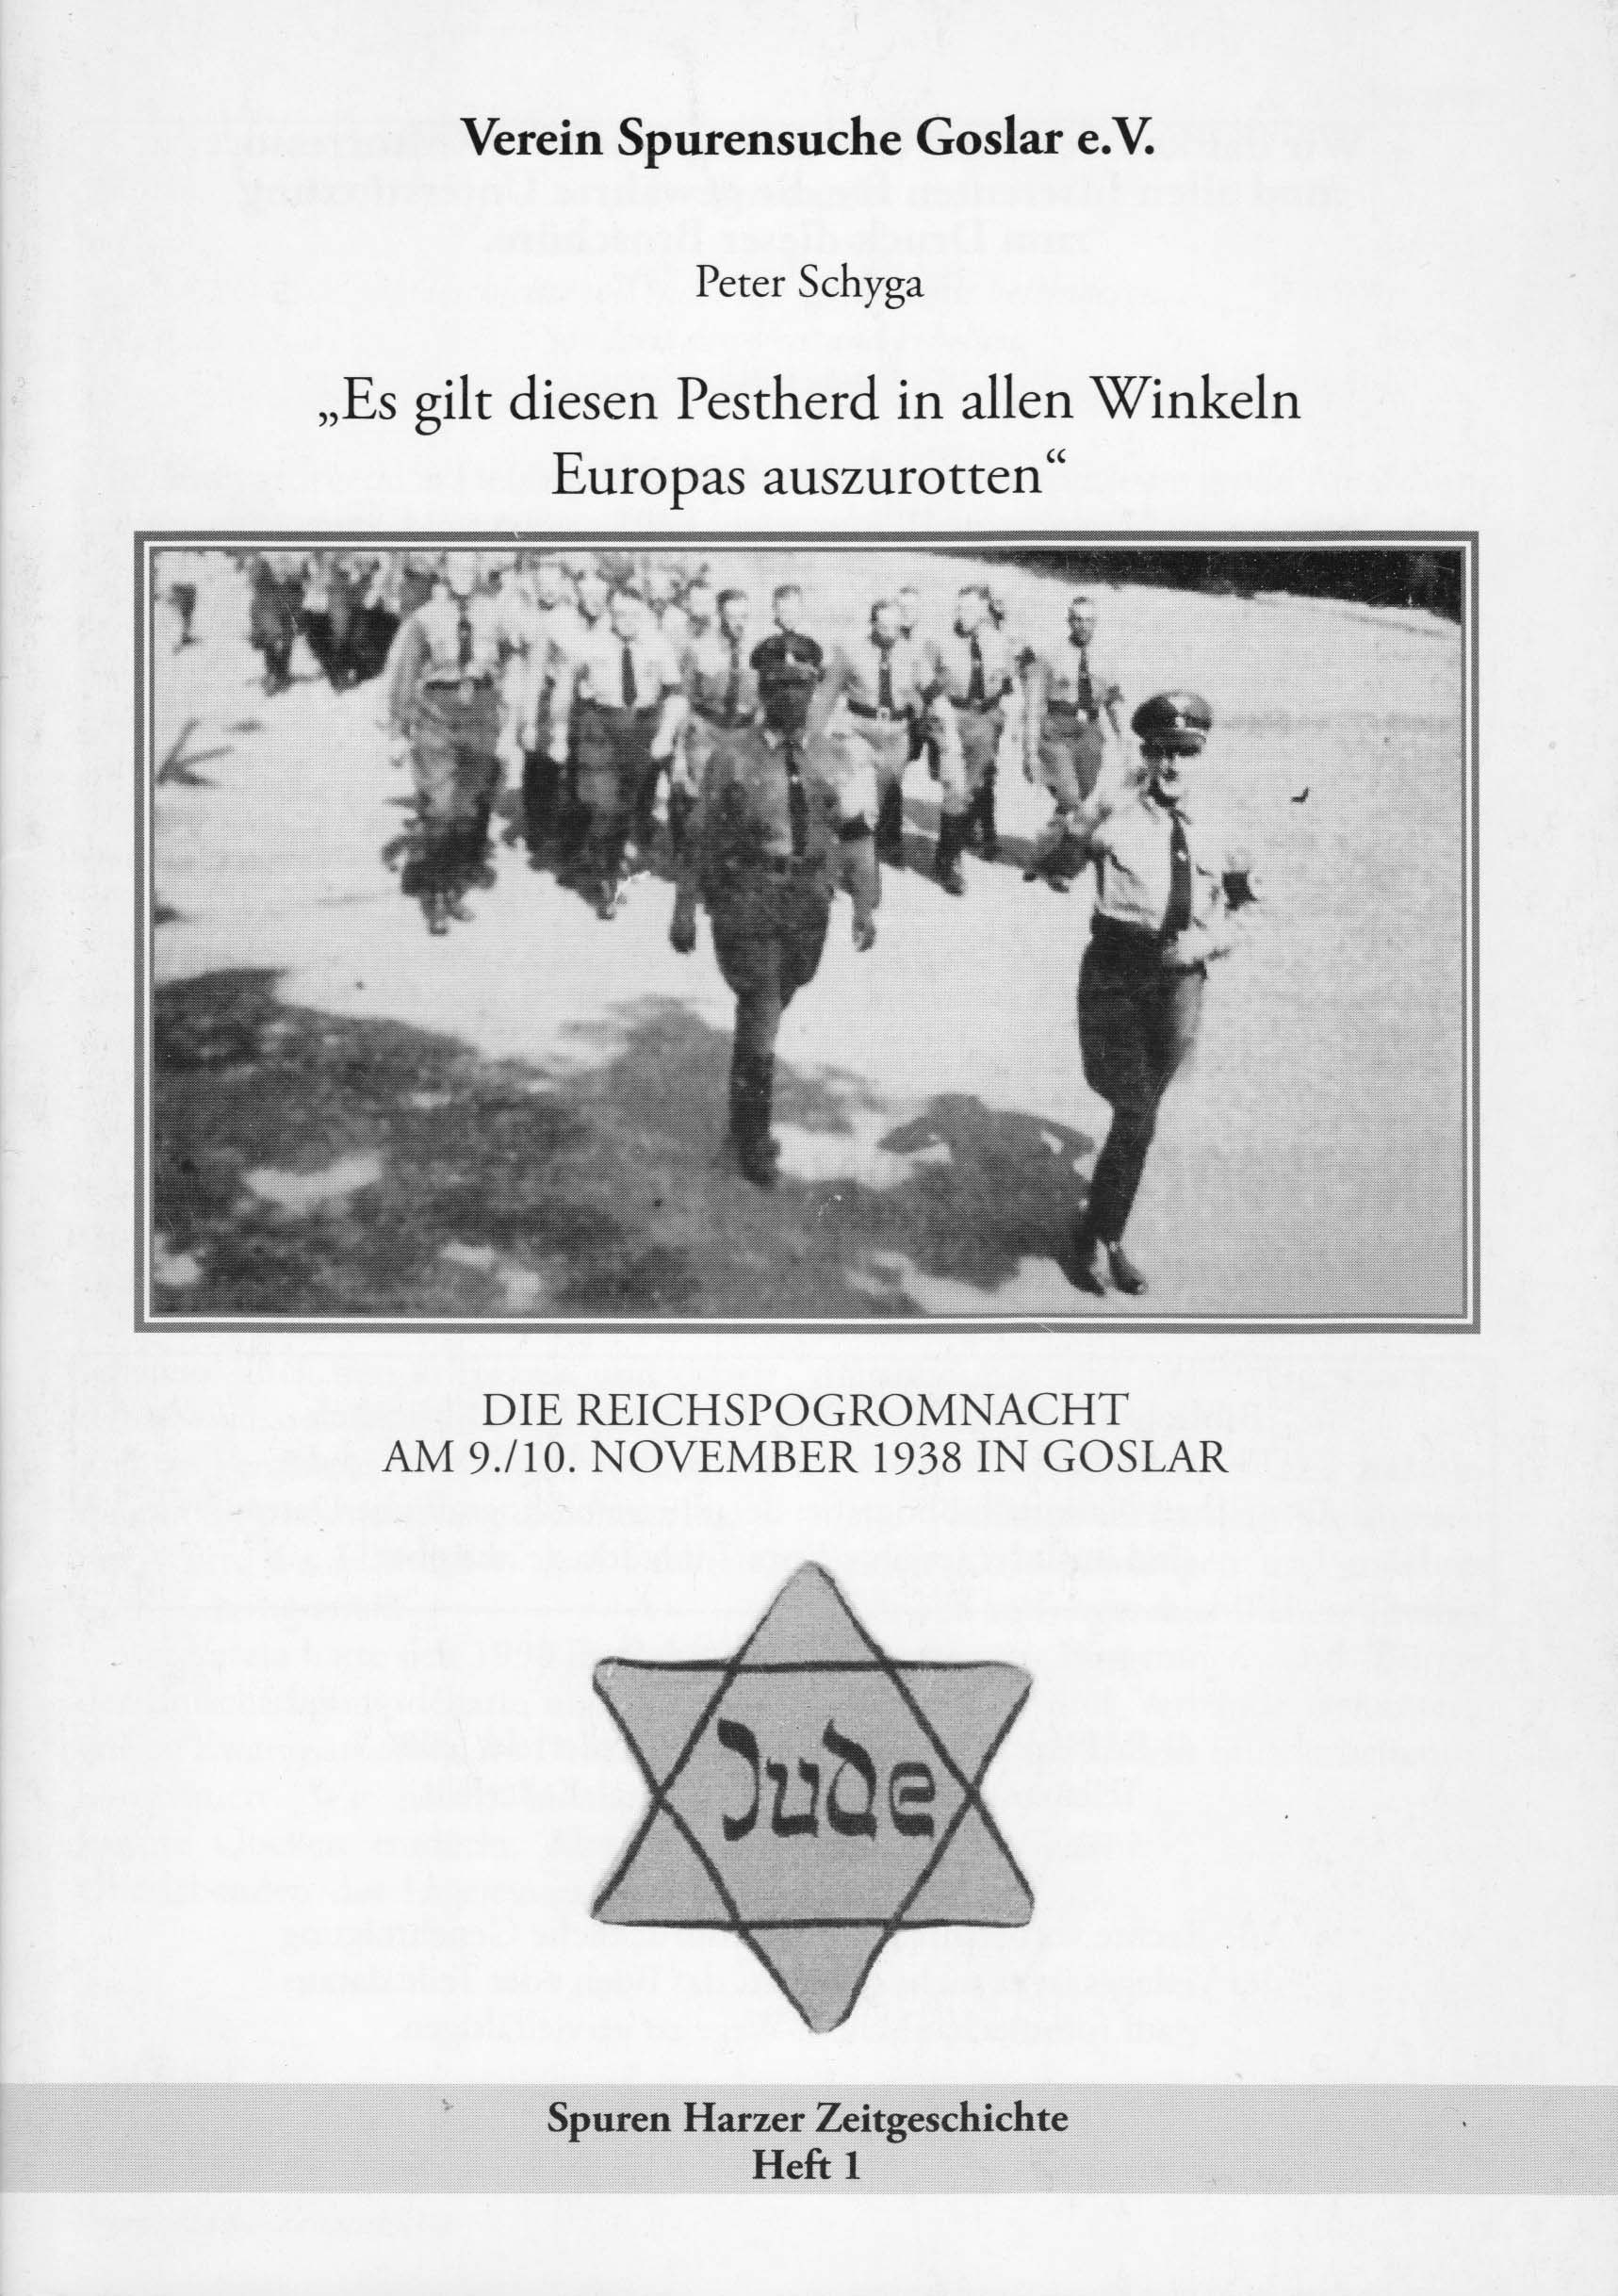 Verein Spurensuche Goslar e.V.
Peter Schyga
„Es gilt diesen Pestherd in allen Winkeln
Europas auszurotten“
DIE REICHSPOGROMNACHT
AM 9./10. NOVEMBER 1938 IN GOSLAR
Jude
Spuren Harzer Zeitgeschichte
Heft 1